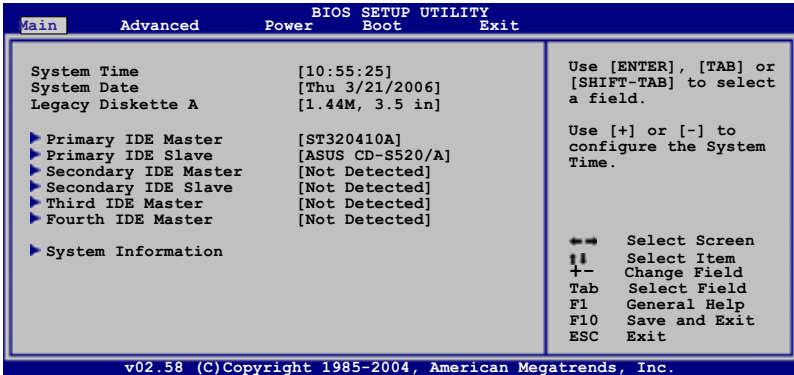 BIOS SETUP UTILITY
Main Advanced Power Boot Exit
System Time [10:55:25]
System Date [Thu 3/21/2006]
Legacy Diskette A [1.44M, 3.5 in]
Primary IDE Master [ST320410A]
Primary IDE Slave [ASUS CD-S520/A]
Secondary IDE Master [Not Detected]
Secondary IDE Slave [Not Detected]
Third IDE Master [Not Detected]
Fourth IDE Master [Not Detected]
System Information
Use [ENTER], [TAB] or
[SHIFT-TAB] to select
a field.
Use [+] or [-] to
configure the System
Time.
Select Screen
Select Item
+- Change Field
Tab Select Field
F1 General Help
F10 Save and Exit
ESC Exit
v02.58 (C)Copyright 1985-2004, American Megatrends, Inc.